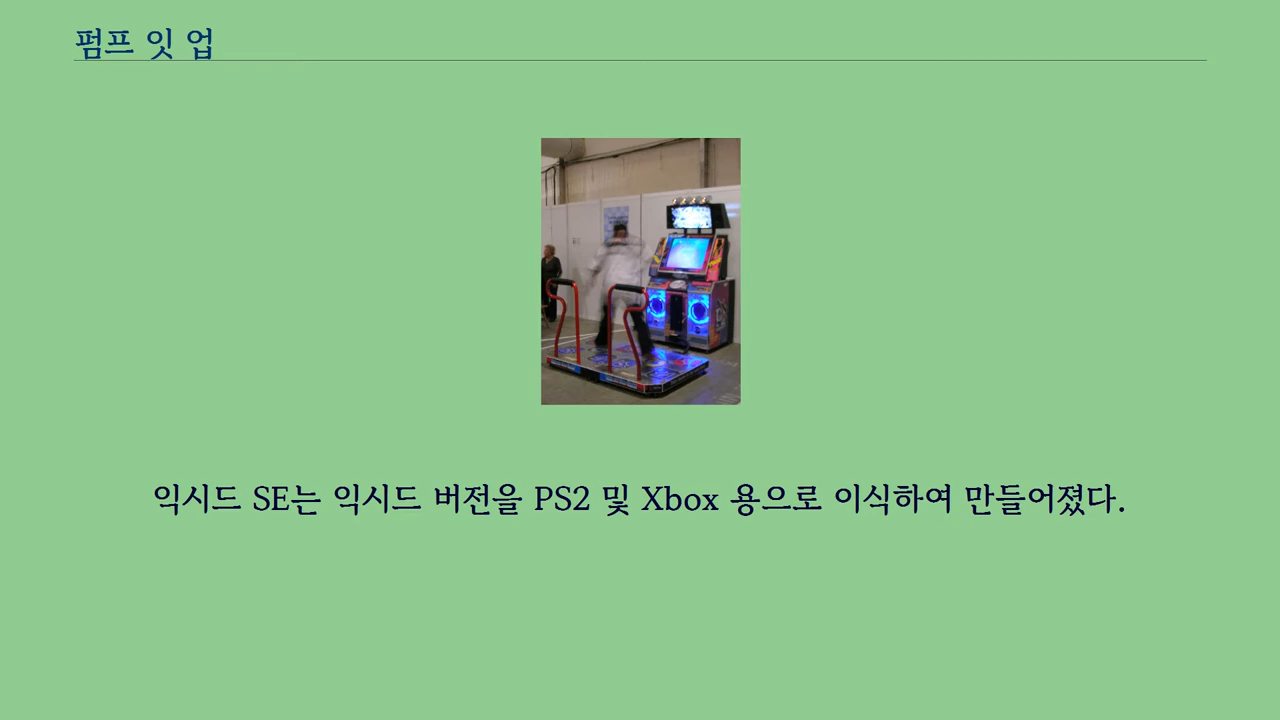 펌프 잇 업
익시드 SE는 익시드 버전을 PS2 및 Xbox 용으로 이식하여 만들어졌다.